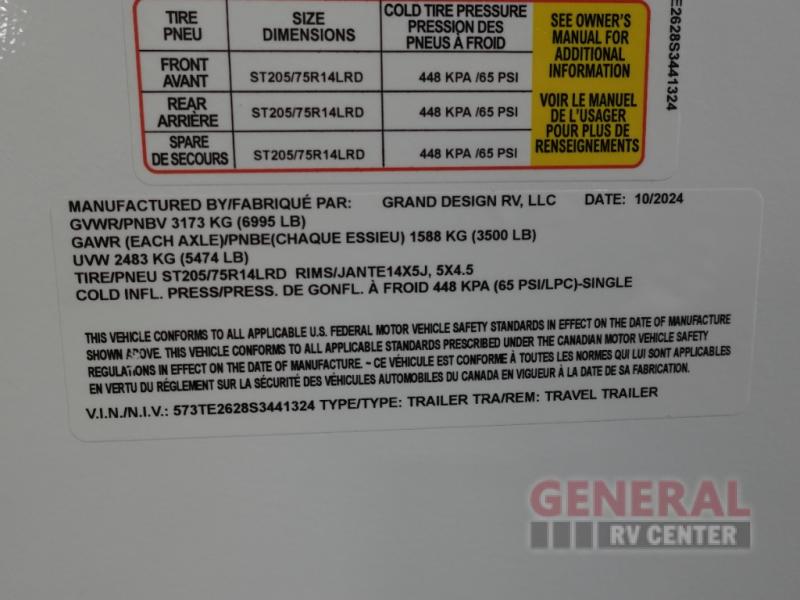 TIRE SIZE COLD TIRE PRESSURE
PNEU DIMENSIONS PRESSION DES
PNEUS À FROID
FRONT
AVANT ST205/75R14LRD 448 KPA /65 PSI
REAR
ARRIÈRE ST205/75R14LRD 448 KPA /65 PSI
SPARE
DE SECOURS ST205/75R14LRD 448 KPA /65 PSI
SEE OWNER'S
MANUAL FOR
ADDITIONAL
INFORMATION
VOIR LE MANUEL
DE L'USAGER
POUR PLUS DE
RENSEIGNEMENTS
E2628S3441324
MANUFACTURED BY/FABRIQUÉ PAR: GRAND DESIGN RV, LLC DATE: 10/2024
GVWR/PNBV 3173 KG (6995 LB)
GAWR (EACH AXLE)/PNBE(CHAQUE ESSIEU) 1588 KG (3500 LB)
UVW 2483 KG (5474 LB)
TIRE/PNEU ST205/75R14LRD RIMS/JANTE14X5J, 5X4.5
COLD INFL. PRESS/PRESS. DE GONFL. À FROID 448 KPA (65 PSI/LPC)-SINGLE
THIS VEHICLE CONFORMS TO ALL APPLICABLE U.S. FEDERAL MOTOR VEHICLE SAFETY STANDARDS IN EFFECT ON THE DATE OF MANUFACTURE
SHOWN ABOVE. THIS VEHICLE CONFORMS TO ALL APPLICABLE STANDARDS PRESCRIBED UNDER THE CANADIAN MOTOR VEHICLE SAFETY
REGULATIONS IN EFFECT ON THE DATE OF MANUFACTURE. ~ CE VÉHICULE EST CONFORME À TOUTES LES NORMES QUI LUI SONT APPLICABLES
EN VERTU DU RÉGLEMENT SUR LA SÉCURITÉ DES VÉHICULES AUTOMOBILES DU CANADA EN VIGUEUR À LA DATE DE SA FABRICATION.
V.I.N./N.I.V.: 573TE2628S3441324 TYPE/TYPE: TRAILER TRA/REM: TRAVEL TRAILER
GENERAL
RV CENTER